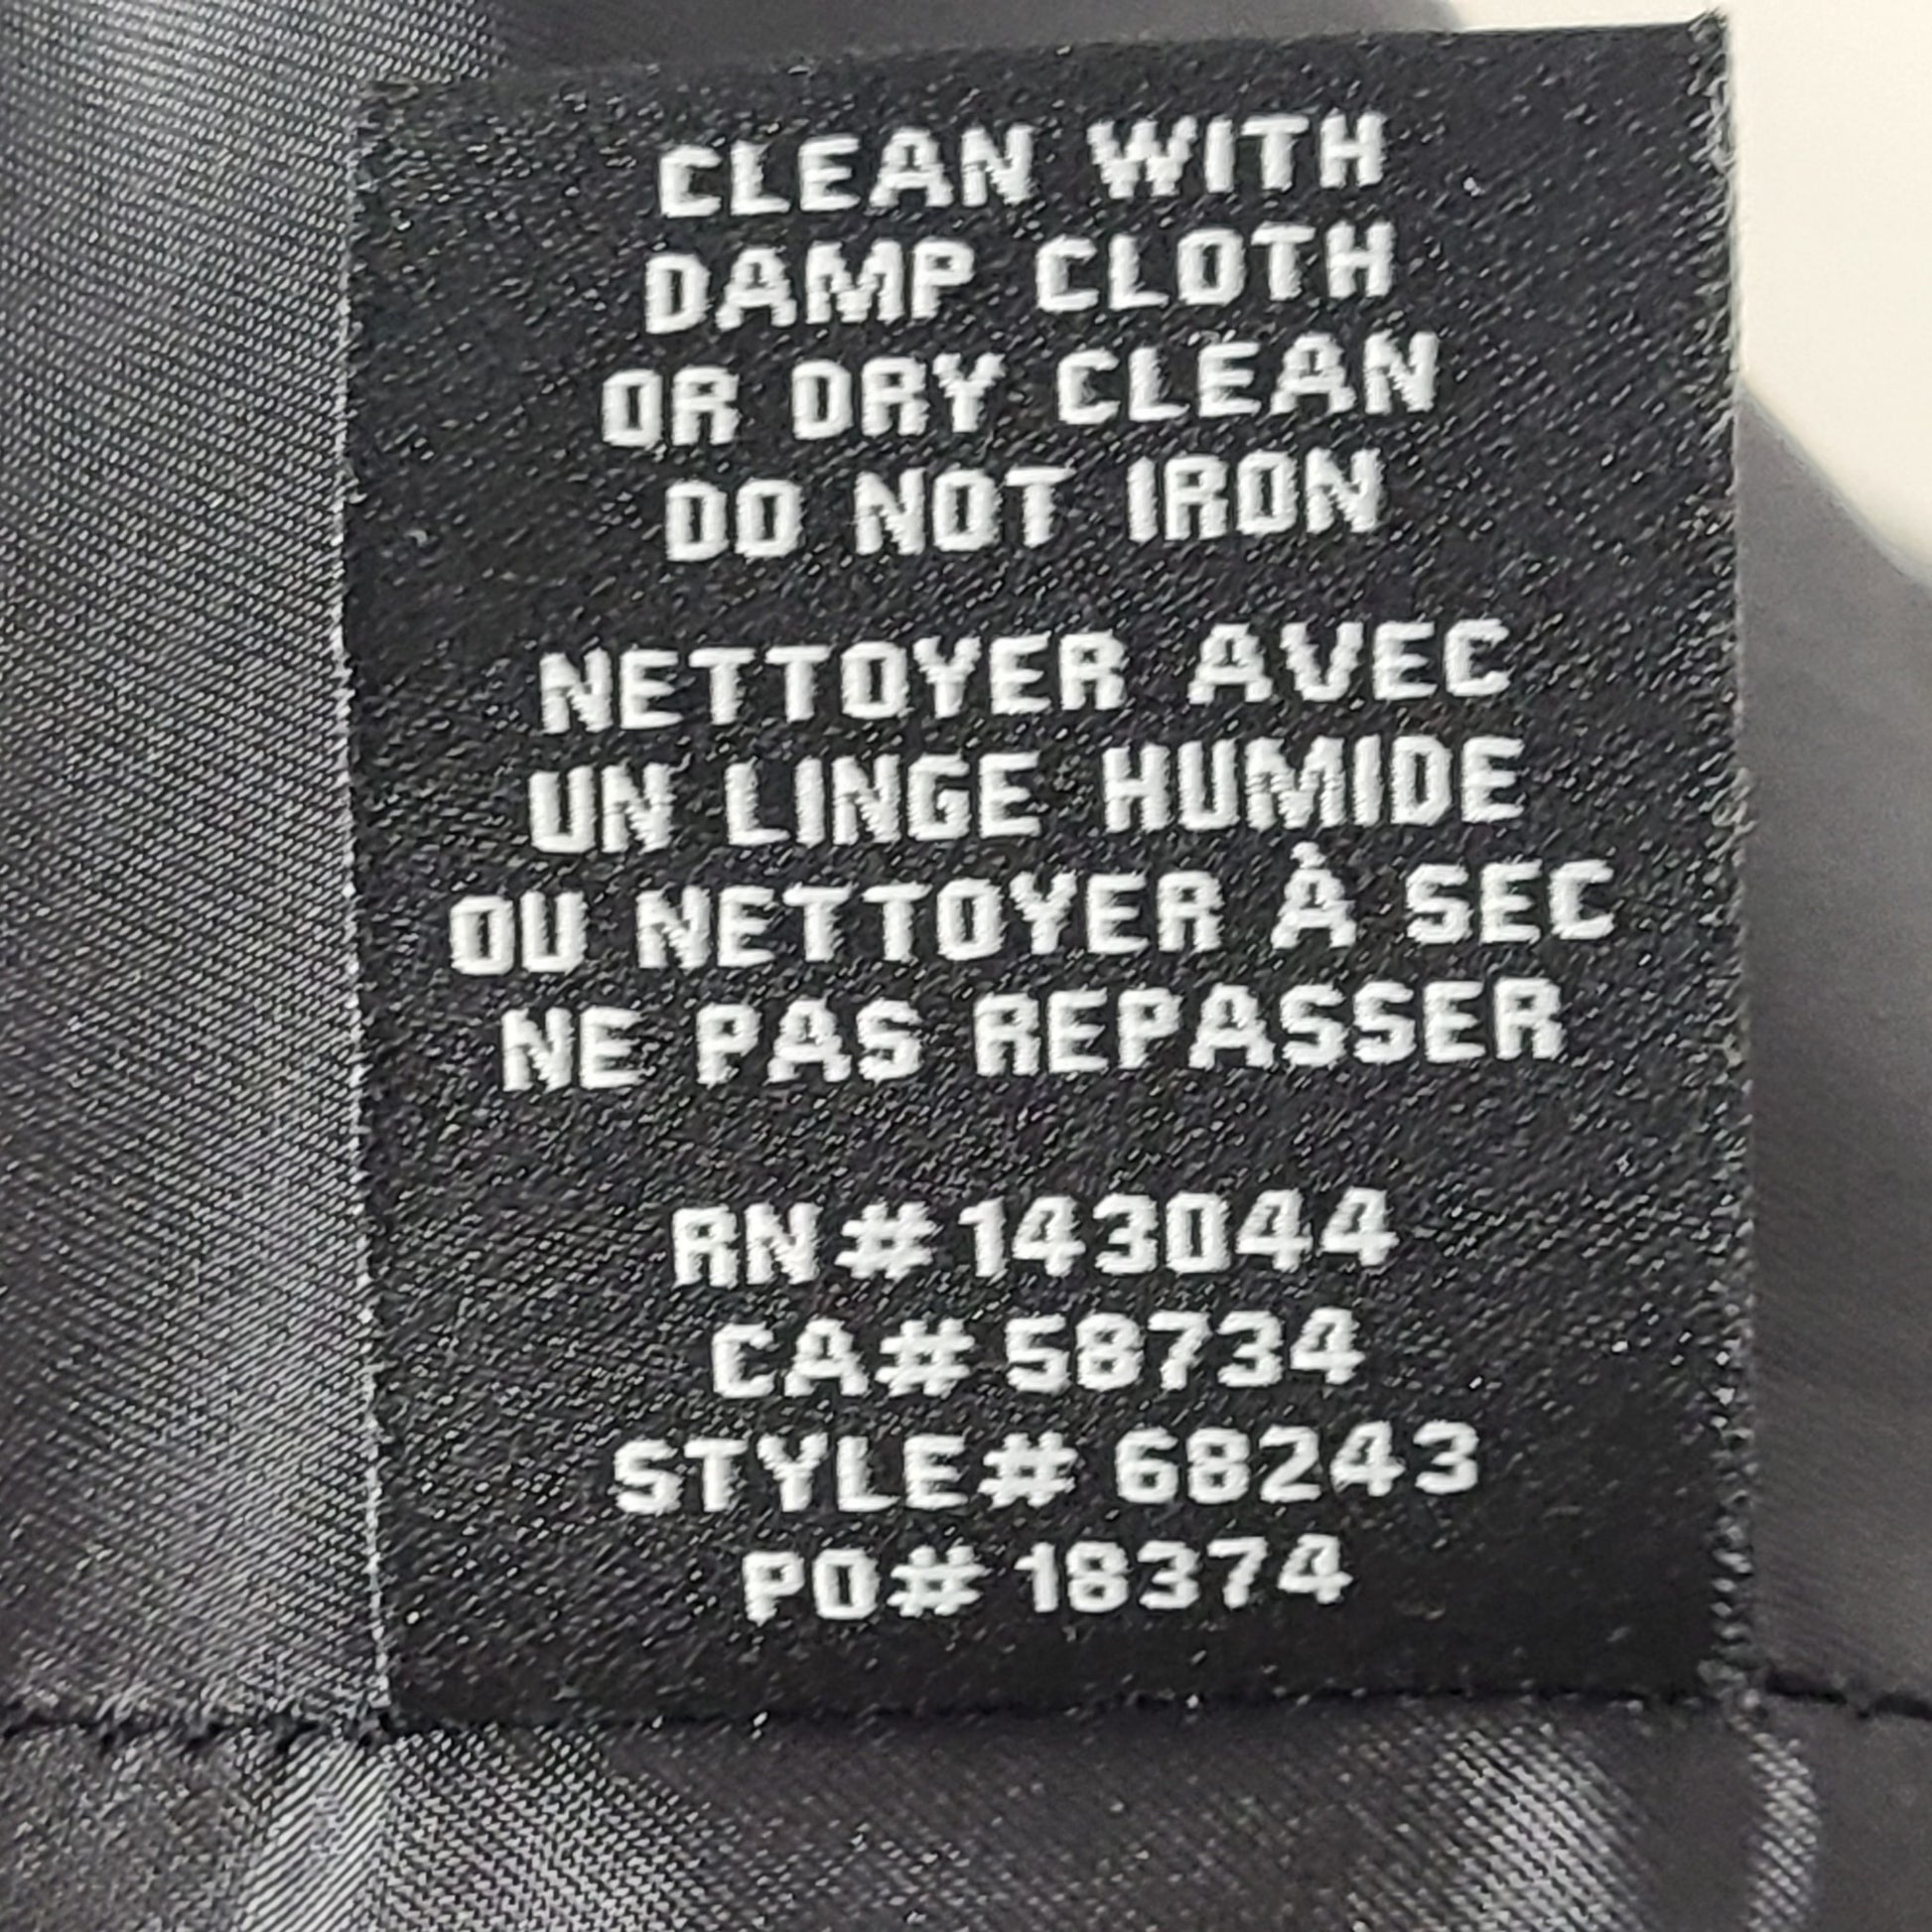 CLEAN WITH
DAMP CLOTH
OR DRY CLEAN
DO NOT IRON
NETTOYER AVEC
UN LINGE HUMIDE
OU NETTOYER À SEC
NE PAS REPASSER
RN # 143044
CA# 58734
STYLE# 68243
PO# 18374